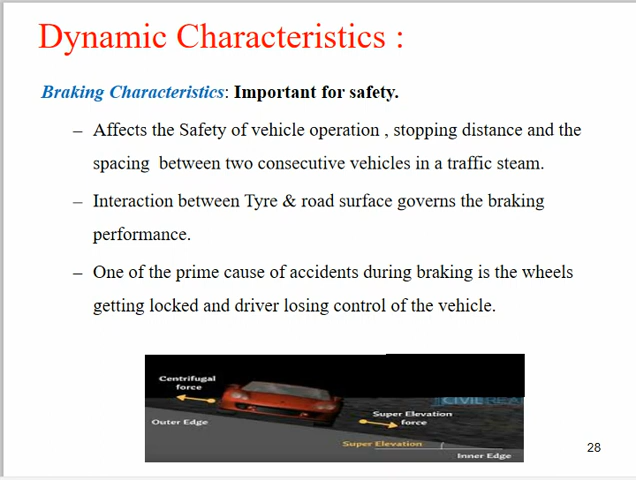 Dynamic Characteristics :
Braking Characteristics: Important for safety.
– Affects the Safety of vehicle operation , stopping distance and the
spacing between two consecutive vehicles in a traffic steam.
– Interaction between Tyre & road surface governs the braking
performance.
– One of the prime cause of accidents during braking is the wheels
getting locked and driver losing control of the vehicle.
Centrifugal
force
Outer Edge
Super Elevation
force
Super Elevation
Inner Edge
28